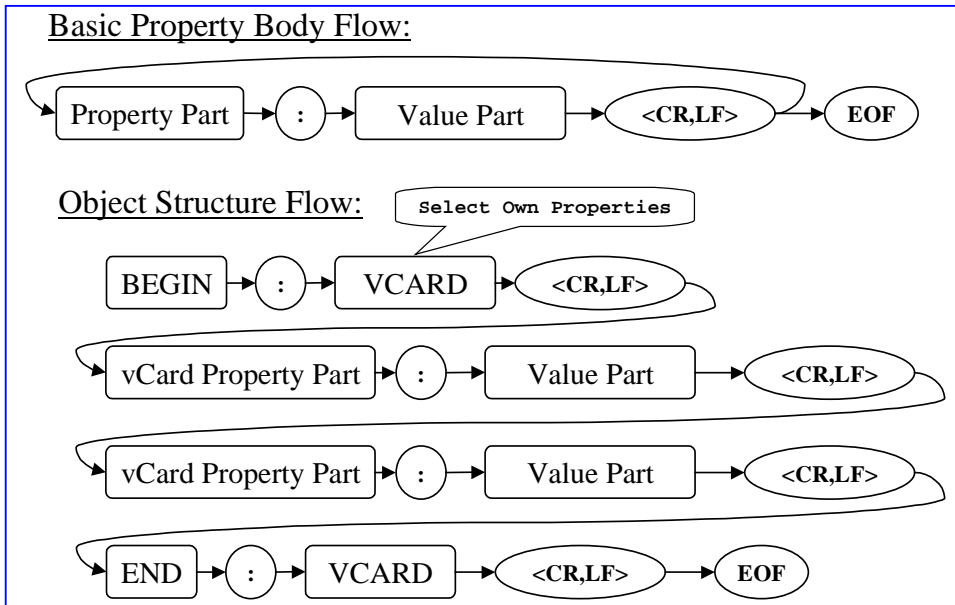 Basic Property Body Flow:
Property Part : Value Part <CR,LF> EOF
Object Structure Flow:
Select Own Properties
BEGIN : VCARD <CR,LF>
vCard Property Part : Value Part <CR,LF>
vCard Property Part : Value Part <CR,LF>
END : VCARD <CR,LF> EOF